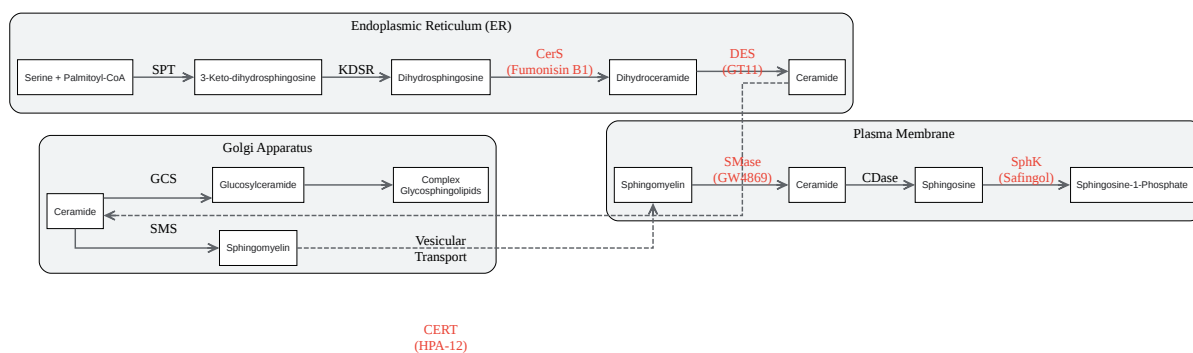 Endoplasmic Reticulum (ER)
Serine + Palmitoyl-CoA
SPT
3-Keto-dihydrosphingosine
KDSR
Dihydrosphingosine
CerS
(Fumonisin B1)
Dihydroceramide
DES
(GT11)
Ceramide
Golgi Apparatus
Ceramide
GCS
Glucosylceramide
Complex
Glycosphingolipids
SMS
Sphingomyelin
Vesicular
Transport
Plasma Membrane
Sphingomyelin
SMase
(GW4869)
Ceramide
CDase
Sphingosine
SphK
(Safingol)
Sphingosine-1-Phosphate
CERT
(HPA-12)